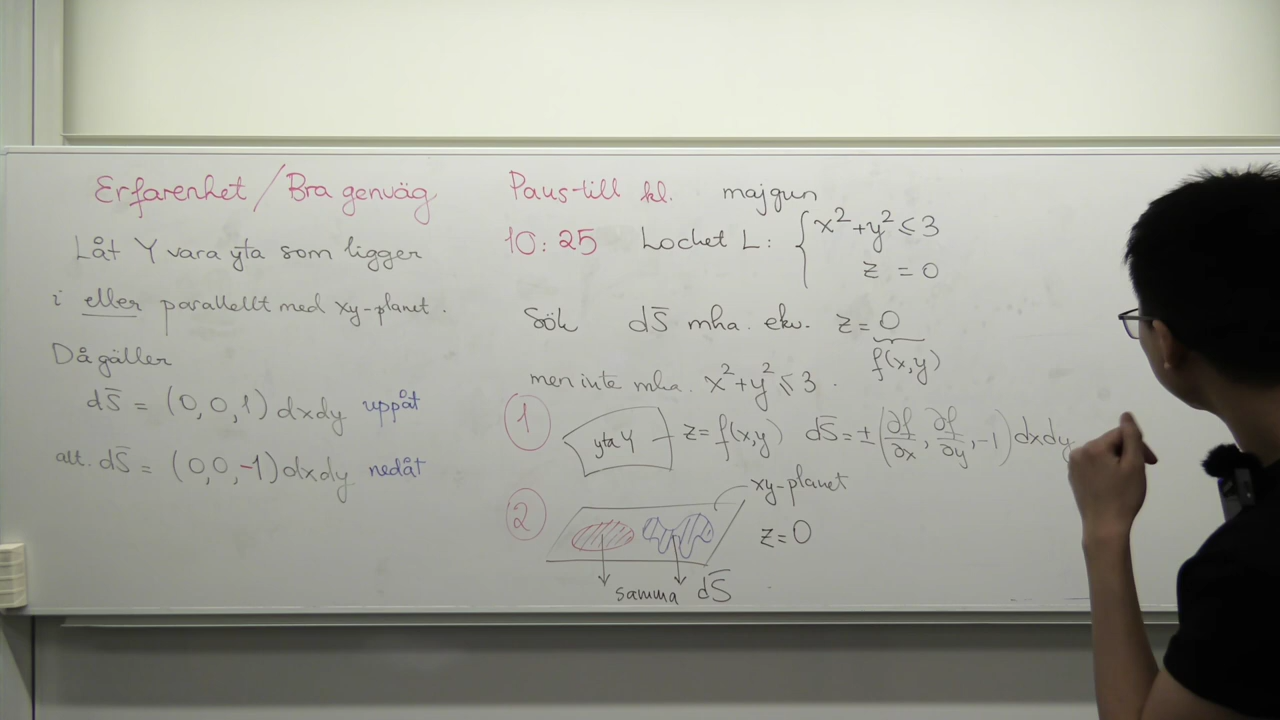 Erfarenhet / Bra genväg
Låt Y vara yta som ligger
i eller parallellt med xy-planet.
Då gäller
dS̄ = (0,0,1) dxdy uppåt
alt. dS̄ = (0,0,-1) dxdy nedåt
Paus till kl. majgun
10:25 Locket L: { x²+y² ≤ 3
z = 0
Sök dS̄ mha. ekv. z = 0
f(x,y)
men inte mha. x²+y² ≤ 3.
① yta Y z = f(x,y) dS̄ = ±(∂f/∂x, ∂f/∂y, -1) dxdy
② xy-planet
z = 0
samma dS̄